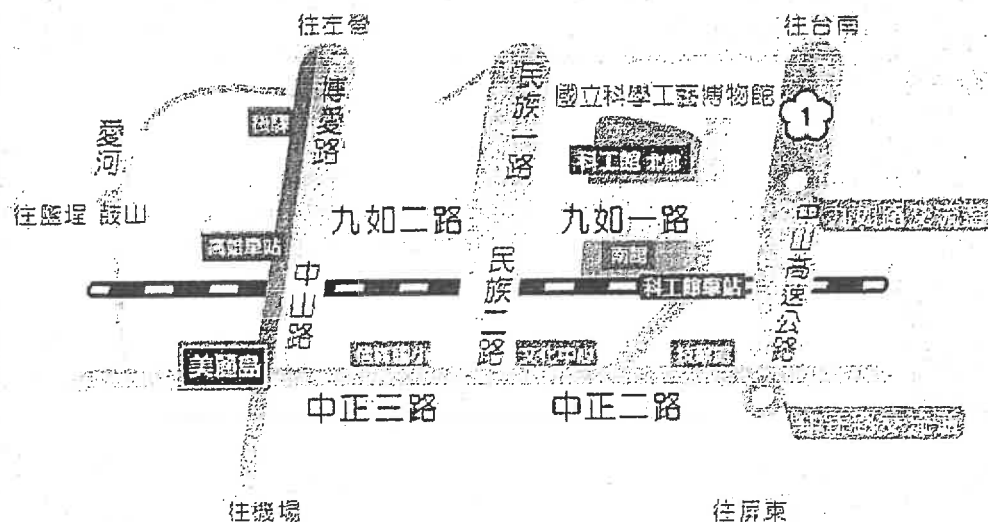 往左營
往台南
博愛路
民族一路
國立科學工藝博物館
1
愛河
科工館 北館
往鹽埕 鼓山
九如二路
九如一路
高雄車站
南館
中山路
民族二路
科工館車站
中山高速公路
美麗島
文化中心
中正三路
中正二路
往機場
往屏東